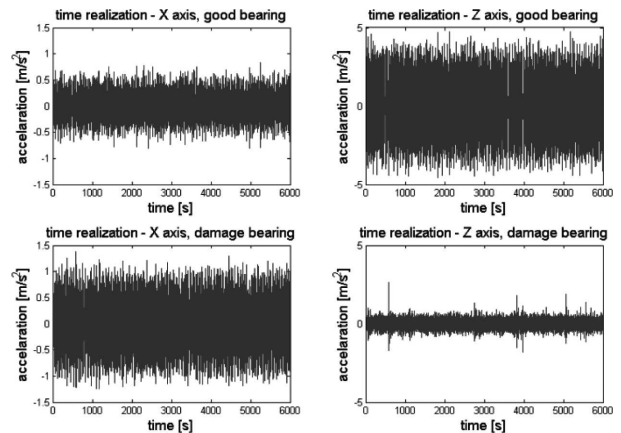 time realization - X axis, good bearing
1.5
1
0.5
0
-0.5
-1
-1.5
accelaration [m/s²]
0 1000 2000 3000 4000 5000 6000
time [s]
time realization - Z axis, good bearing
5
0
-5
accelaration [m/s²]
0 1000 2000 3000 4000 5000 6000
time [s]
time realization - X axis, damage bearing
1.5
1
0.5
0
-0.5
-1
-1.5
accelaration [m/s²]
0 1000 2000 3000 4000 5000 6000
time [s]
time realization - Z axis, damage bearing
5
0
-5
accelaration [m/s²]
0 1000 2000 3000 4000 5000 6000
time [s]